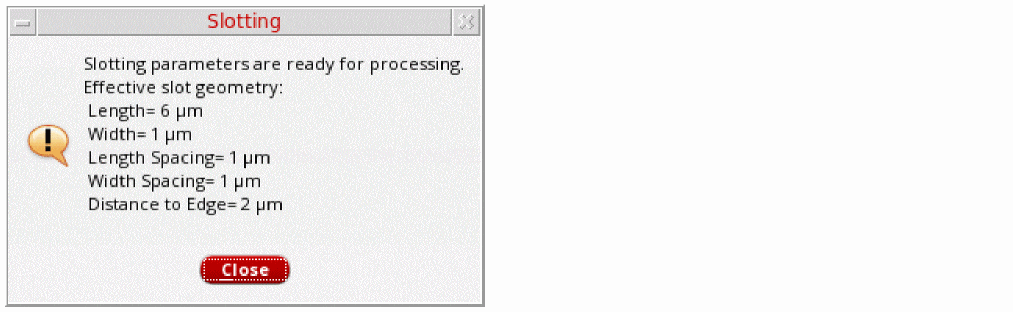 Slotting
Slotting parameters are ready for processing.
Effective slot geometry:
Length= 6 µm
Width= 1 µm
Length Spacing= 1 µm
Width Spacing= 1 µm
Distance to Edge= 2 µm
Close